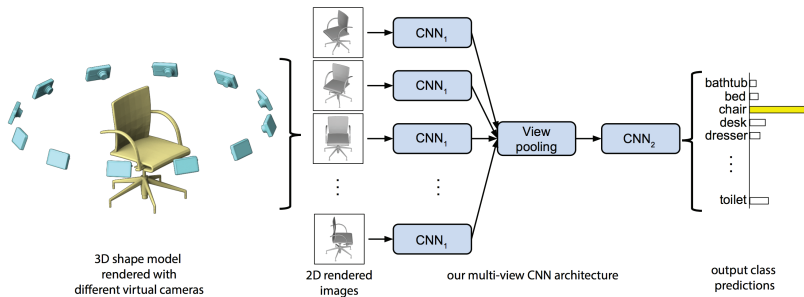 CNN₁
CNN₁
CNN₁
CNN₁
View
pooling
CNN₂
bathtub
bed
chair
desk
dresser
toilet
3D shape model
rendered with
different virtual cameras
2D rendered
images
our multi-view CNN architecture
output class
predictions